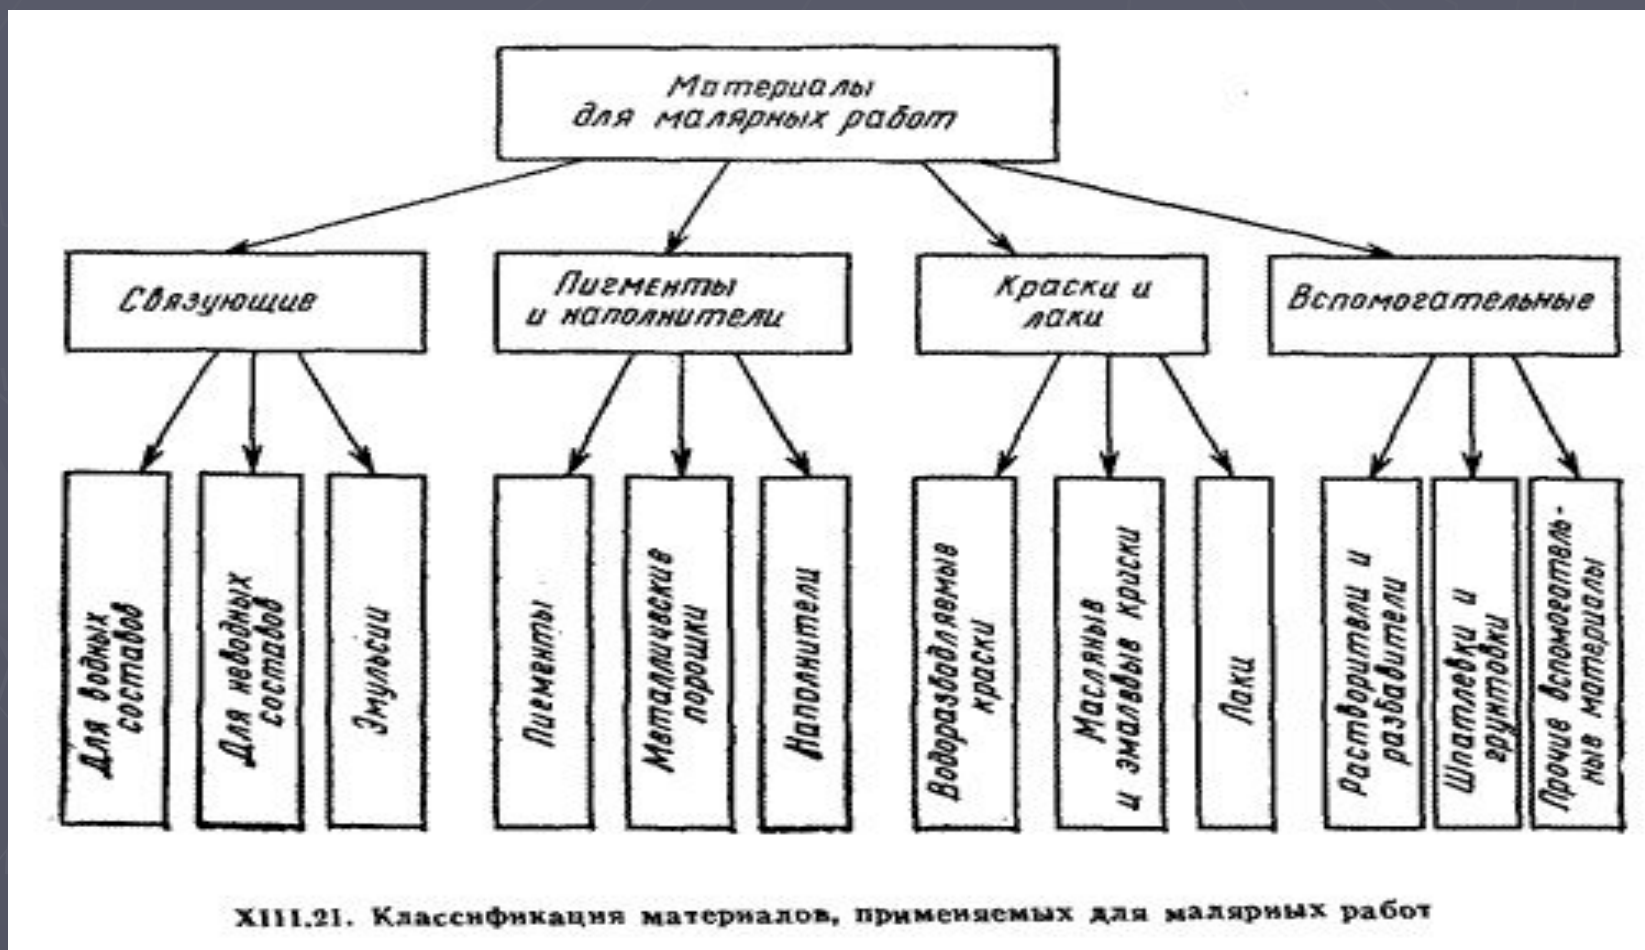 Материалы
для малярных работ
Связующие
Пигменты
и наполнители
Краски и
лаки
Вспомогательные
Для водных
составов
Для неводных
составов
Эмульсии
Пигменты
Металлические
порошки
Наполнители
Водоразбавляемые
краски
Масляные
и эмалевые краски
Лаки
Растворители и
разбавители
Шпатлевки и
грунтовки
Прочие вспомогатель-
ные материалы
XIII.21. Классификация материалов, применяемых для малярных работ